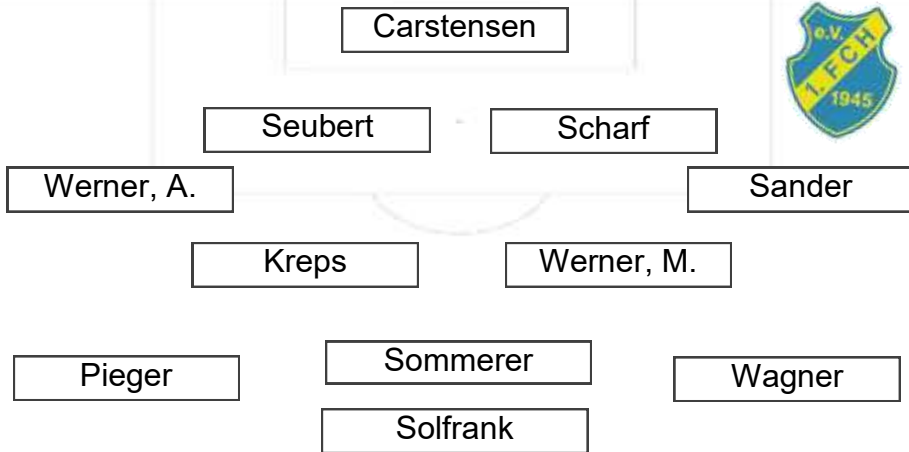 Carstensen
e.V.
1. FCH
1945
Seubert
Scharf
Werner, A.
Sander
Kreps
Werner, M.
Pieger
Sommerer
Wagner
Solfrank